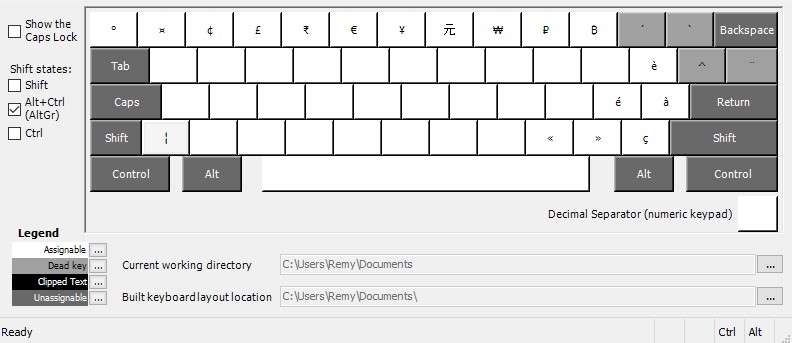 Show the
Caps Lock
Shift states:
Shift
Alt+Ctrl
(AltGr)
Ctrl
° ¤ ¢ £ ₹ € ¥ 元 ₩ ₽ ฿ ´ ` Backspace
Tab è ^ ¨
Caps é à Return
Shift ¦ « » ç Shift
Control Alt Alt Control
Decimal Separator (numeric keypad)
Legend
Assignable ...
Dead key ...
Clipped Text ...
Unassignable ...
Current working directory C:\Users\Remy\Documents ...
Built keyboard layout location C:\Users\Remy\Documents\ ...
Ready Ctrl Alt